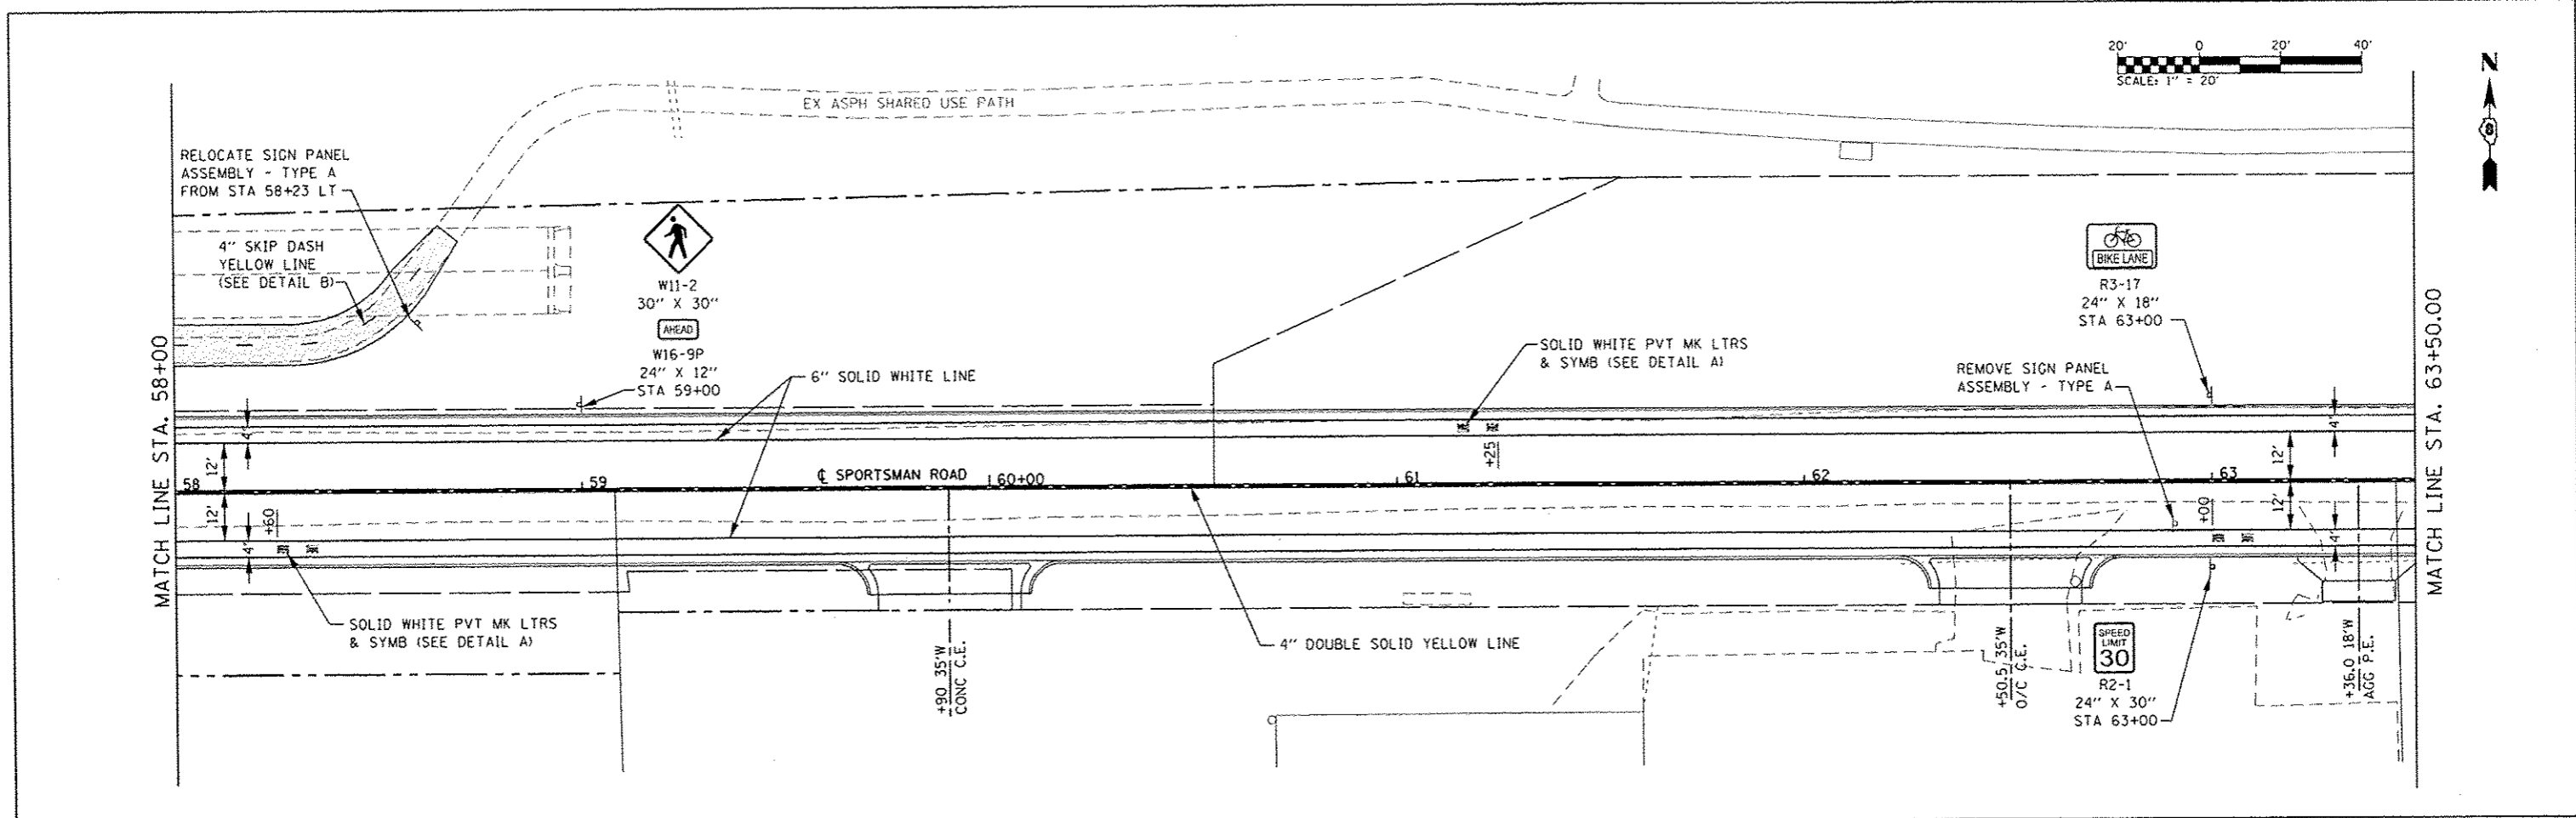 20' 0 20' 40'
SCALE: 1" = 20'
N
EX ASPH SHARED USE PATH
RELOCATE SIGN PANEL
ASSEMBLY - TYPE A
FROM STA 58+23 LT
4" SKIP DASH
YELLOW LINE
(SEE DETAIL B)
W11-2
30" X 30"
AHEAD
W16-9P
24" X 12"
STA 59+00
6" SOLID WHITE LINE
SOLID WHITE PVT MK LTRS
& SYMB (SEE DETAIL A)
BIKE LANE
R3-17
24" X 18"
STA 63+00
REMOVE SIGN PANEL
ASSEMBLY - TYPE A
MATCH LINE STA. 58+00
MATCH LINE STA. 63+50.00
4'
12'
12'
4'
+25
4'
12'
12'
4'
58
59
℄ SPORTSMAN ROAD
60+00
61
62
63
+60
+00
SOLID WHITE PVT MK LTRS
& SYMB (SEE DETAIL A)
4" DOUBLE SOLID YELLOW LINE
+90 35'W
CONC C.E.
+50.5 35'W
O/C C.E.
SPEED
LIMIT
30
R2-1
24" X 30"
STA 63+00
+36.0 18'W
AGG P.E.